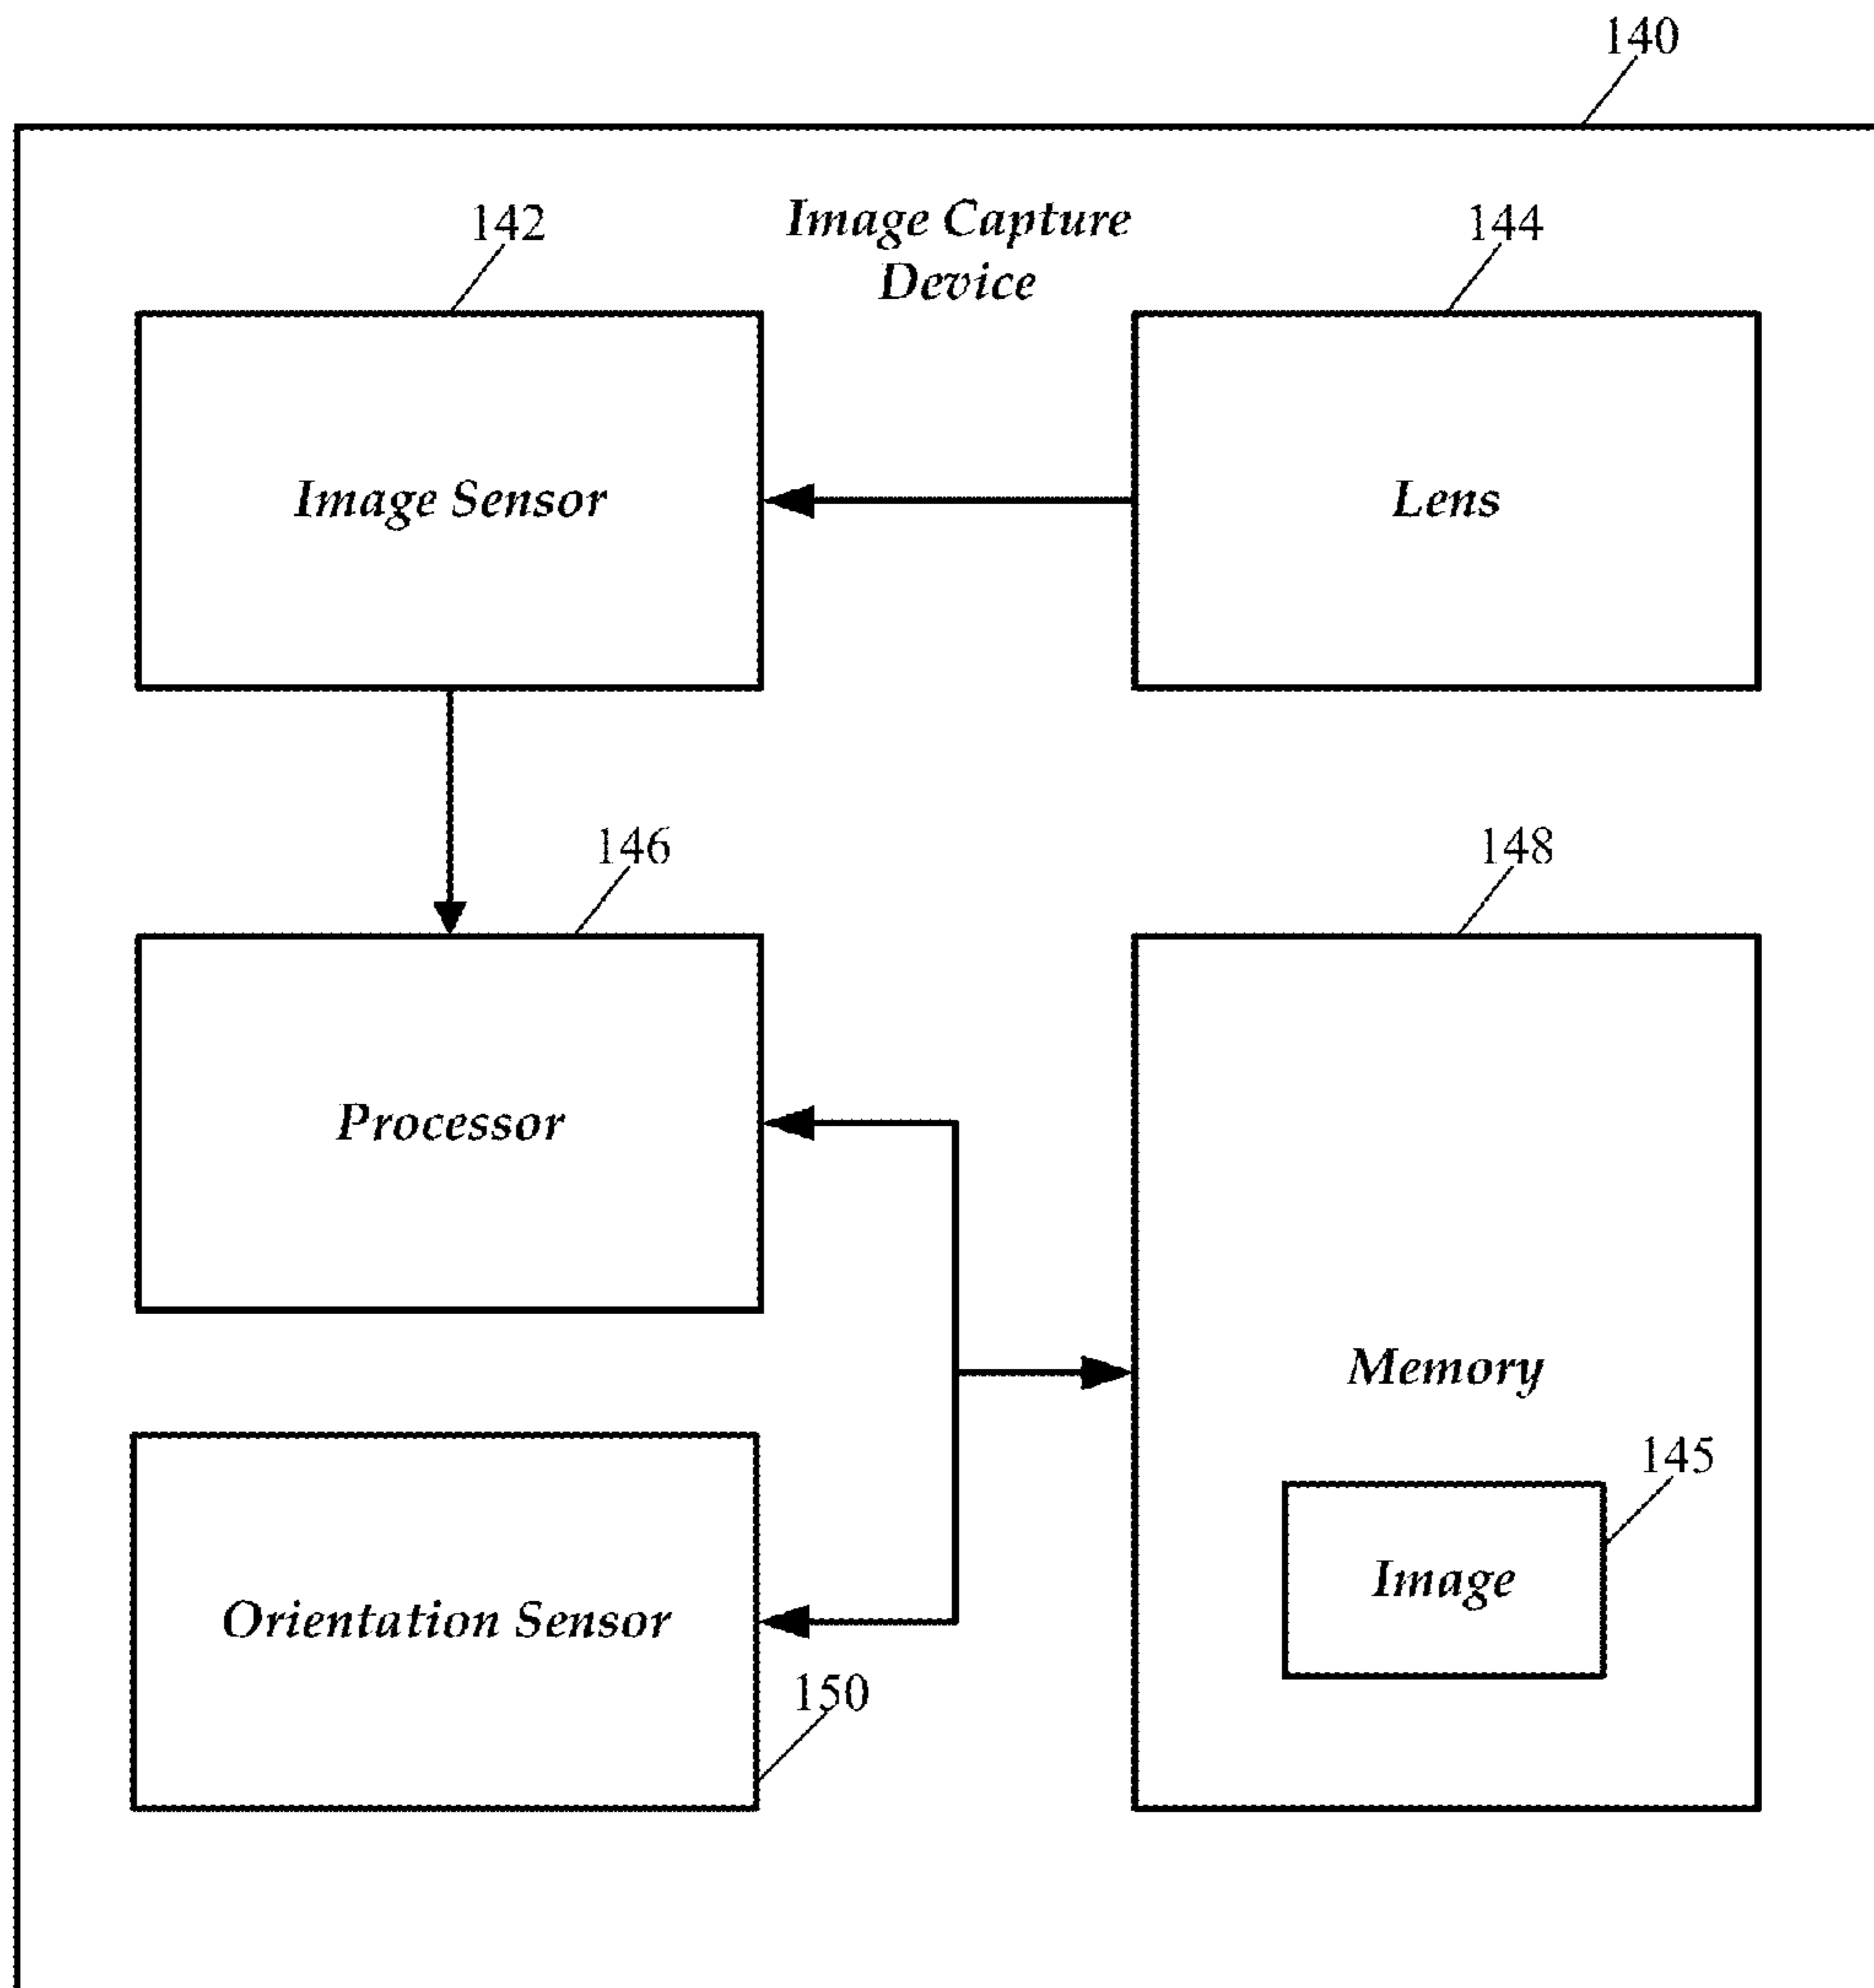 140
Image Capture
Device
142
144
Image Sensor
Lens
146
148
Processor
Memory
145
Image
Orientation Sensor
150